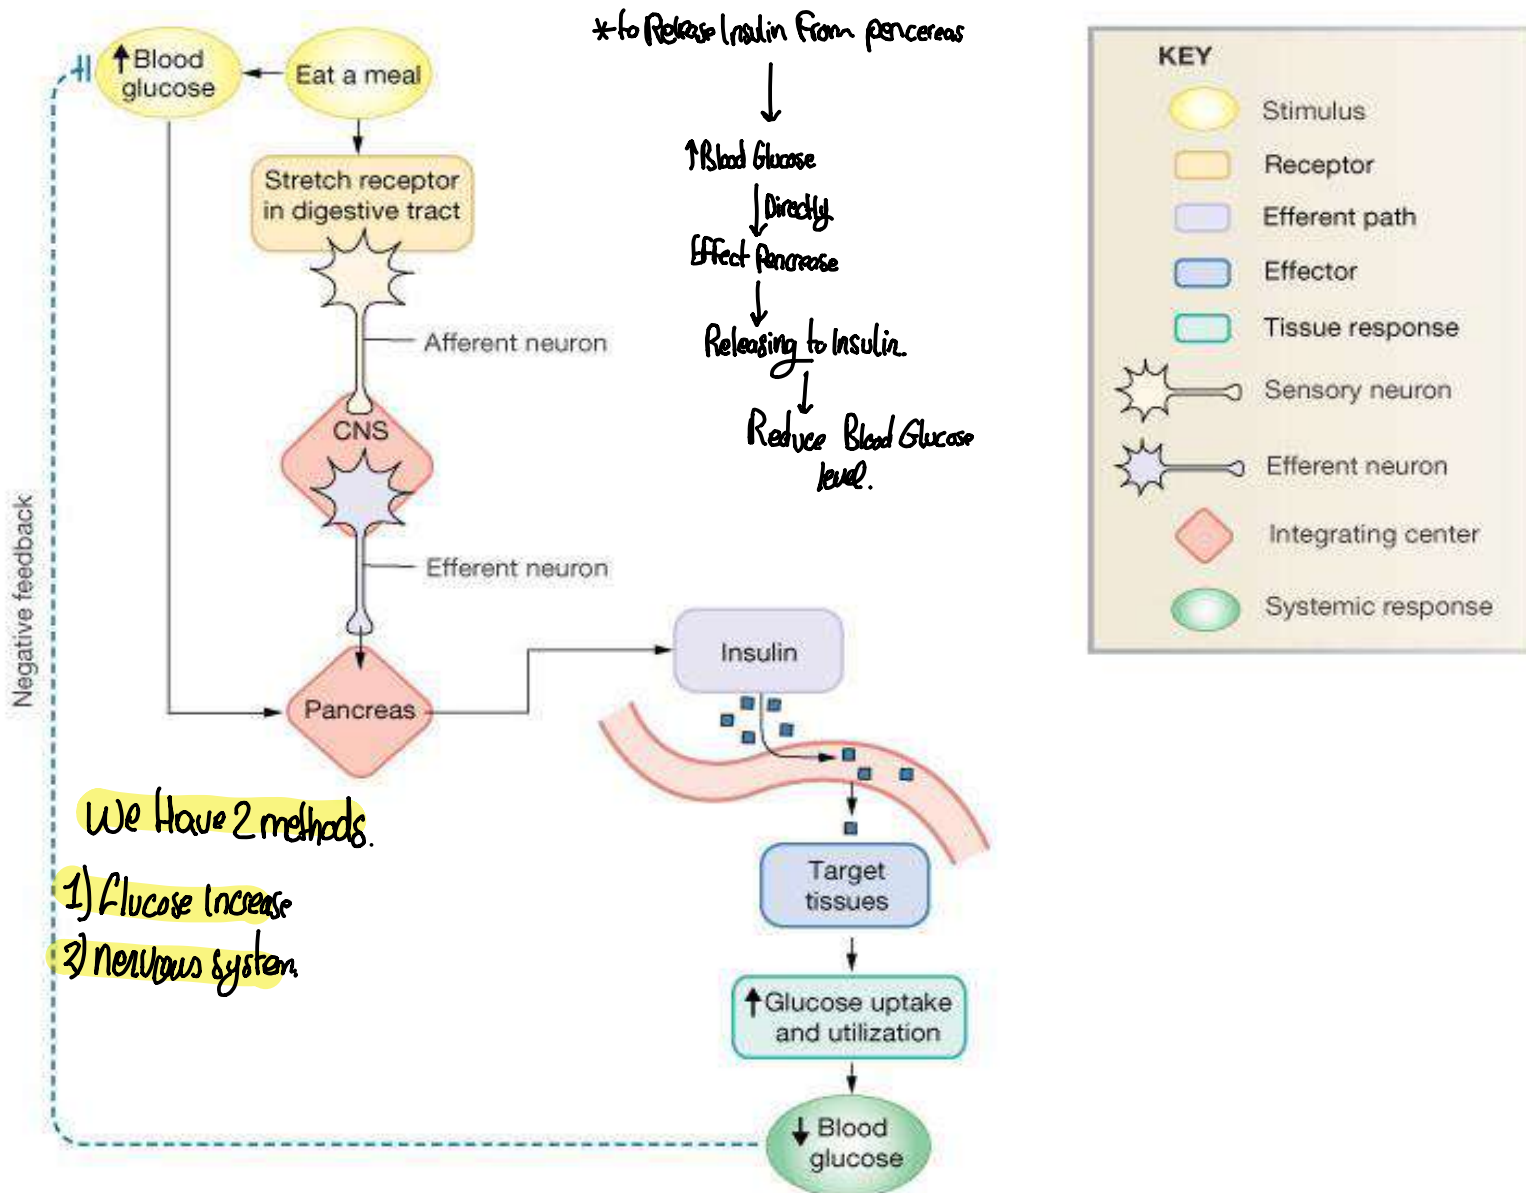 ↑ Blood
glucose
Eat a meal
Stretch receptor
in digestive tract
Afferent neuron
CNS
Efferent neuron
Pancreas
Negative feedback
Insulin
Target
tissues
↑ Glucose uptake
and utilization
↓ Blood
glucose
* to Release Insulin From pencereas
↑ Blood Glucose
Directly
Effect Pencrease
Releasing to Insulin.
Reduce Blood Glucose
level.
We Have 2 methods.
1) Glucose Increase
2) nervous system.
KEY
Stimulus
Receptor
Efferent path
Effector
Tissue response
Sensory neuron
Efferent neuron
Integrating center
Systemic response